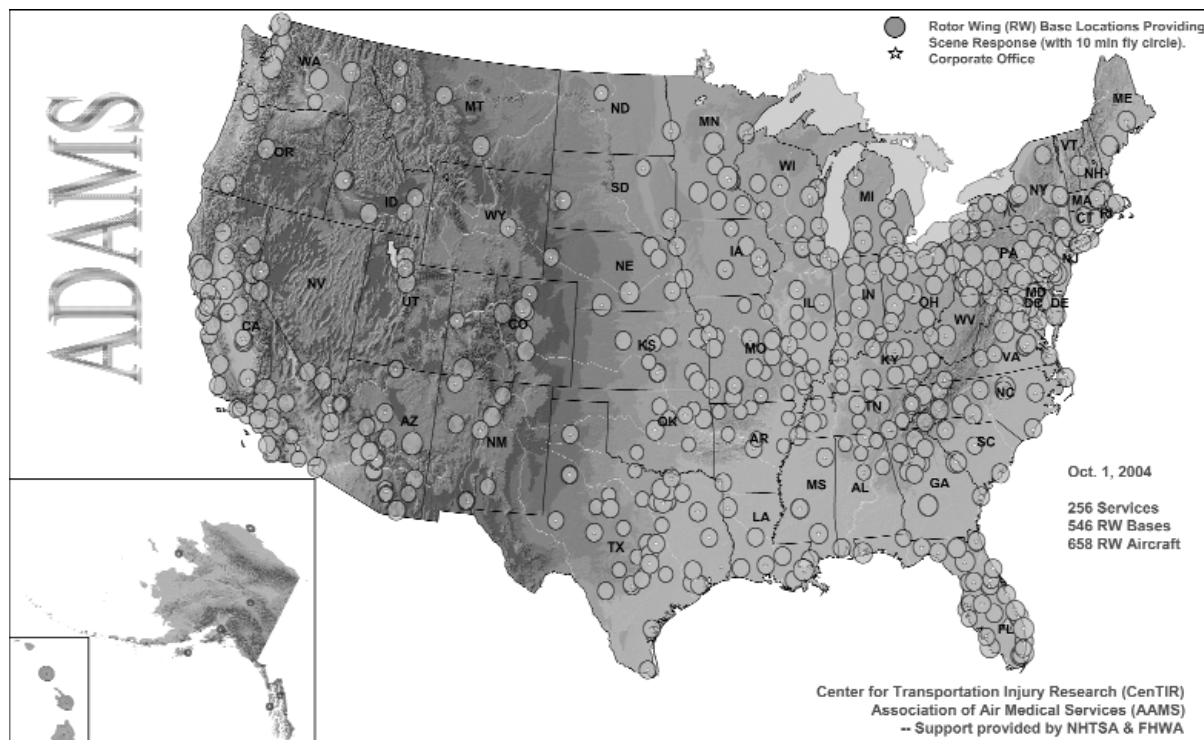 ADAMS
Rotor Wing (RW) Base Locations Providing
Scene Response (with 10 min fly circle).
Corporate Office
WA
MT
ND
MN
ME
OR
ID
WY
SD
WI
MI
VT
NH
NY
MA
CT
RI
NV
UT
CO
NE
IA
IL
IN
OH
PA
NJ
MD
DC
DE
WV
VA
CA
KS
MO
KY
AZ
NM
OK
AR
TN
NC
SC
TX
LA
MS
AL
GA
FL
Oct. 1, 2004
256 Services
546 RW Bases
658 RW Aircraft
Center for Transportation Injury Research (CenTIR)
Association of Air Medical Services (AAMS)
-- Support provided by NHTSA & FHWA